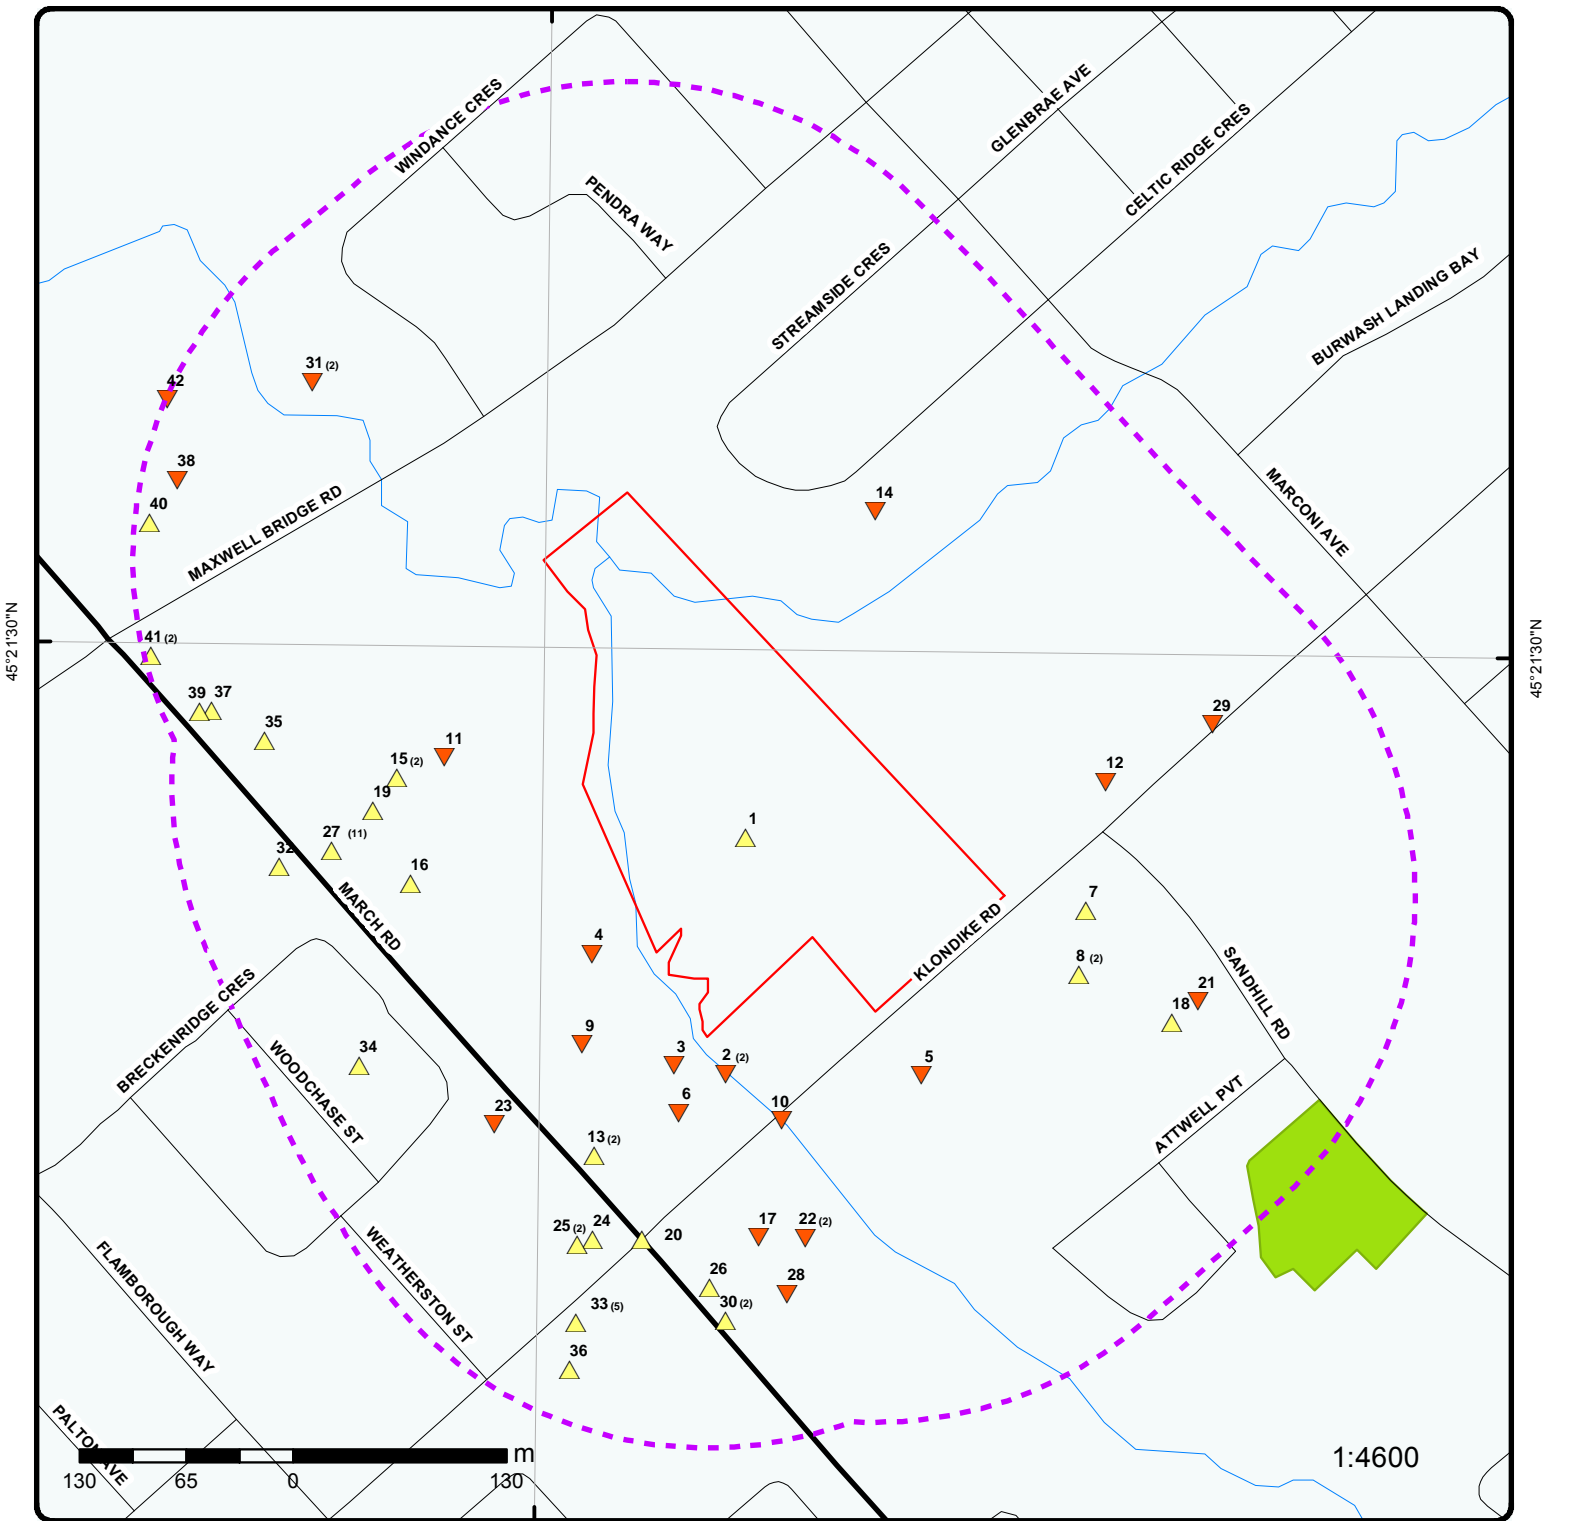 WINDANCE CRES
GLENBRAE AVE
CELTIC RIDGE CRES
PENDRA WAY
STREAMSIDE CRES
BURWASH LANDING BAY
31 (2)
42
38
40
14
MARCONI AVE
MAXWELL BRIDGE RD
45°21'30"N
45°21'30"N
41 (2)
39
37
35
29
11
15 (2)
12
19
1
27 (11)
32
16
7
MARCH RD
KLONDIKE RD
4
8 (2)
SANDHILL RD
21
18
BRECKENRIDGE CRES
9
34
WOODCHASE ST
3
2 (2)
5
6
10
23
ATTWELL PVT
13 (2)
25 (2)
24
20
17
22 (2)
WEATHERSTON ST
FLAMBOROUGH WAY
26
28
30 (2)
33 (5)
36
PALTON AVE
m
130
65
0
130
1:4600